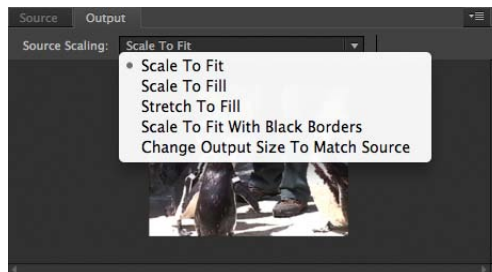 Source Output
Source Scaling: Scale To Fit
Scale To Fit
Scale To Fill
Stretch To Fill
Scale To Fit With Black Borders
Change Output Size To Match Source